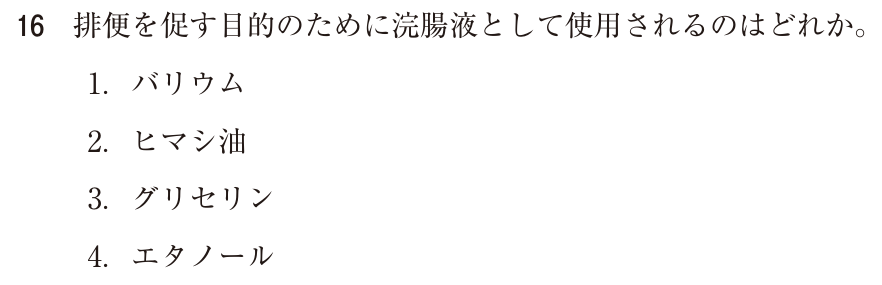 16 排便を促す目的のために浣腸液として使用されるのはどれか。
1. バリウム
2. ヒマシ油
3. グリセリン
4. エタノール